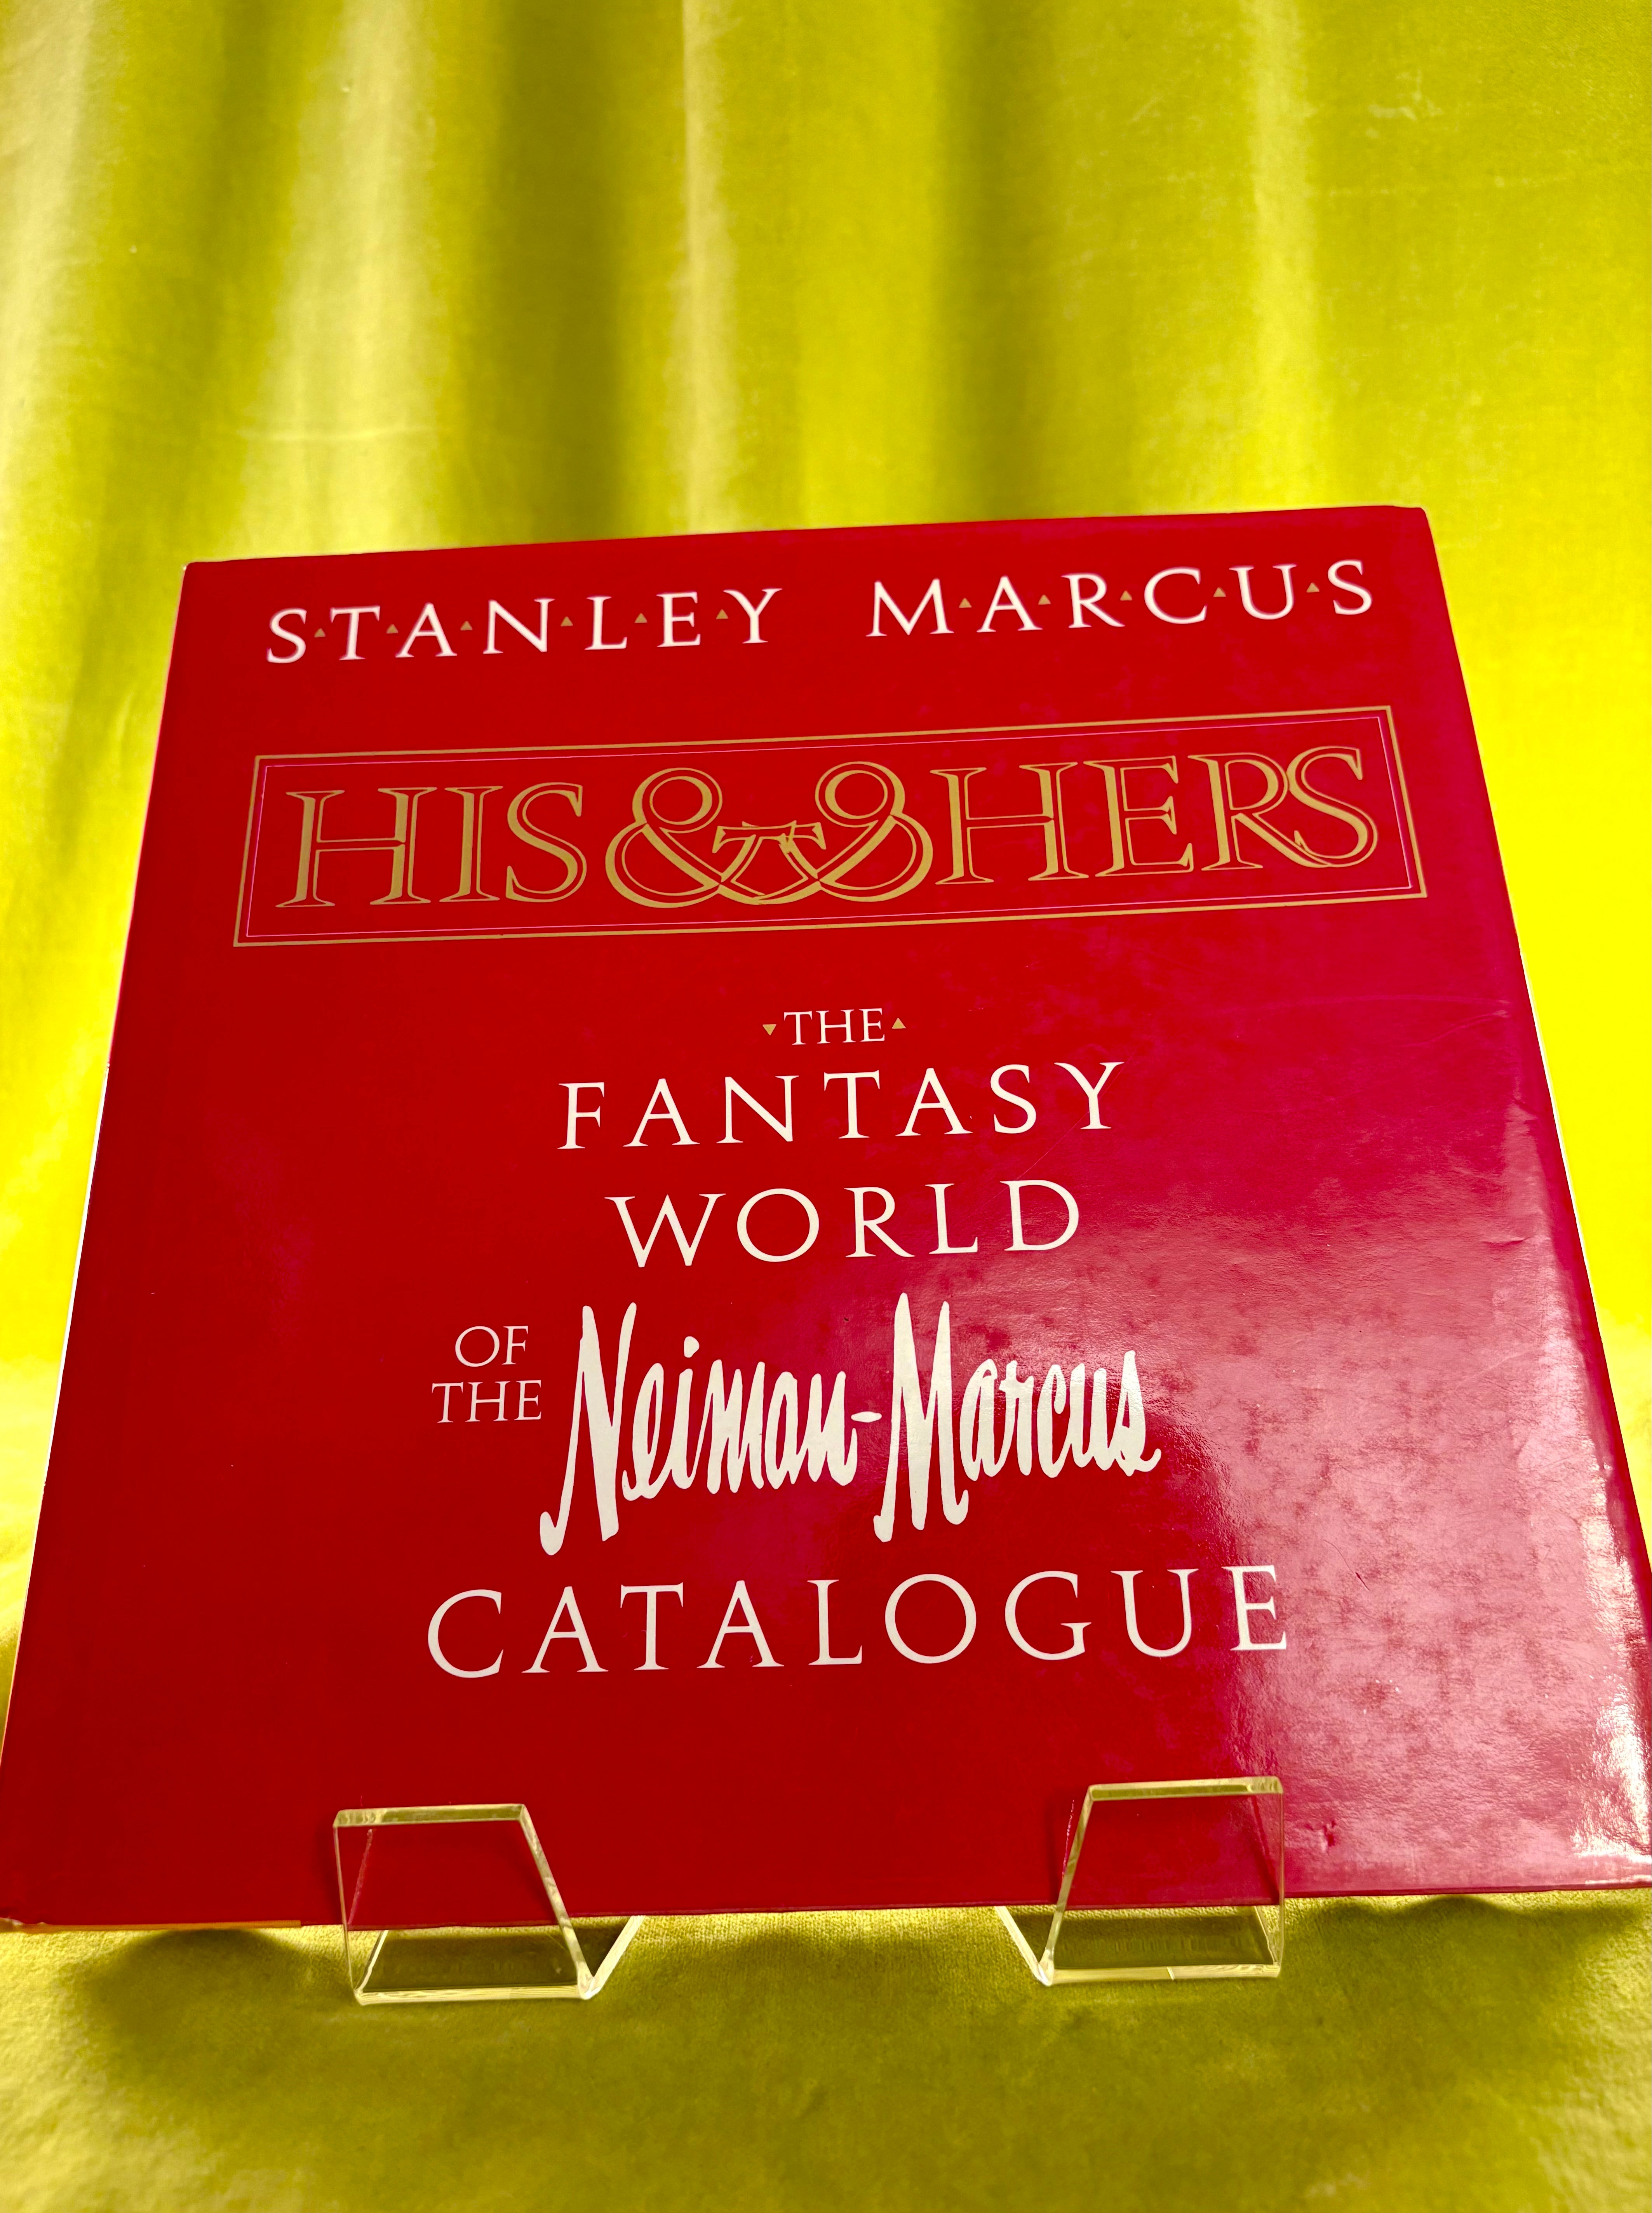 STANLEY MARCUS
HIS & & HERS
THE
FANTASY
WORLD
OF
THE Neiman-Marcus
CATALOGUE